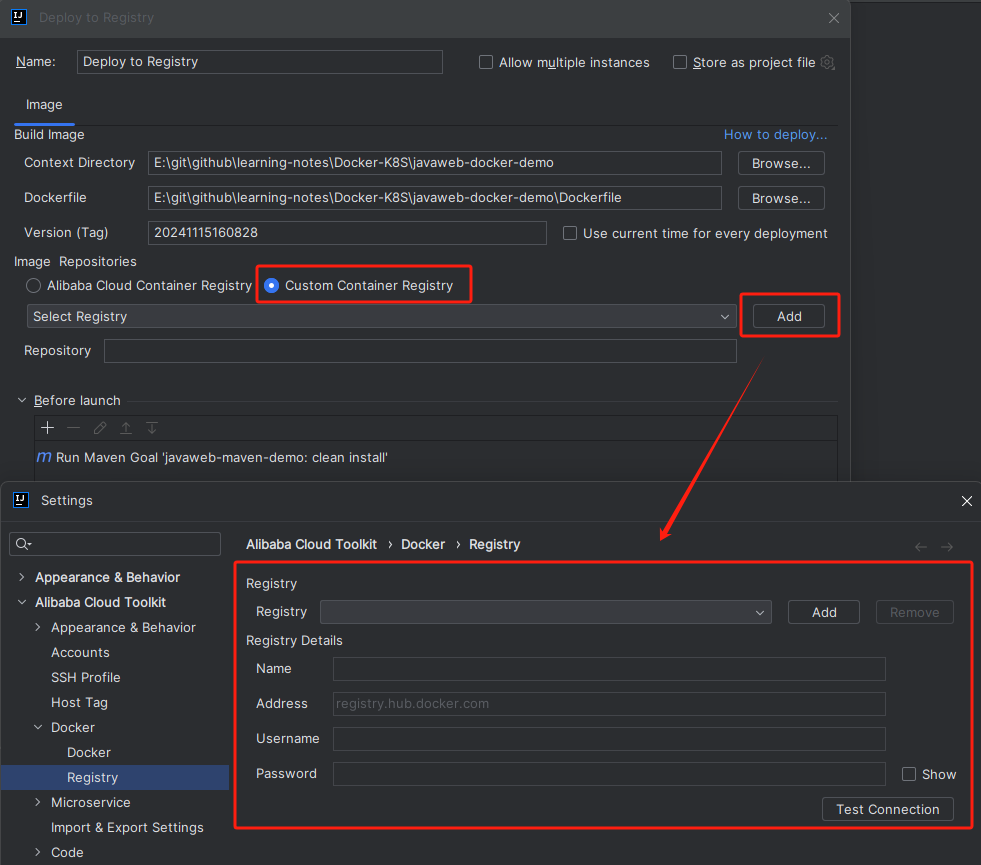 Deploy to Registry
Name: Deploy to Registry Allow multiple instances Store as project file
Image
Build Image How to deploy...
Context Directory E:\git\github\learning-notes\Docker-K8S\javaweb-docker-demo Browse...
Dockerfile E:\git\github\learning-notes\Docker-K8S\javaweb-docker-demo\Dockerfile Browse...
Version (Tag) 20241115160828 Use current time for every deployment
Image Repositories
Alibaba Cloud Container Registry Custom Container Registry
Select Registry Add
Repository
Before launch
m Run Maven Goal 'javaweb-maven-demo: clean install'
Settings
Alibaba Cloud Toolkit › Docker › Registry
Appearance & Behavior
Alibaba Cloud Toolkit
Appearance & Behavior
Accounts
SSH Profile
Host Tag
Docker
Docker
Registry
Microservice
Import & Export Settings
Code
Registry
Registry Add Remove
Registry Details
Name
Address registry.hub.docker.com
Username
Password Show
Test Connection